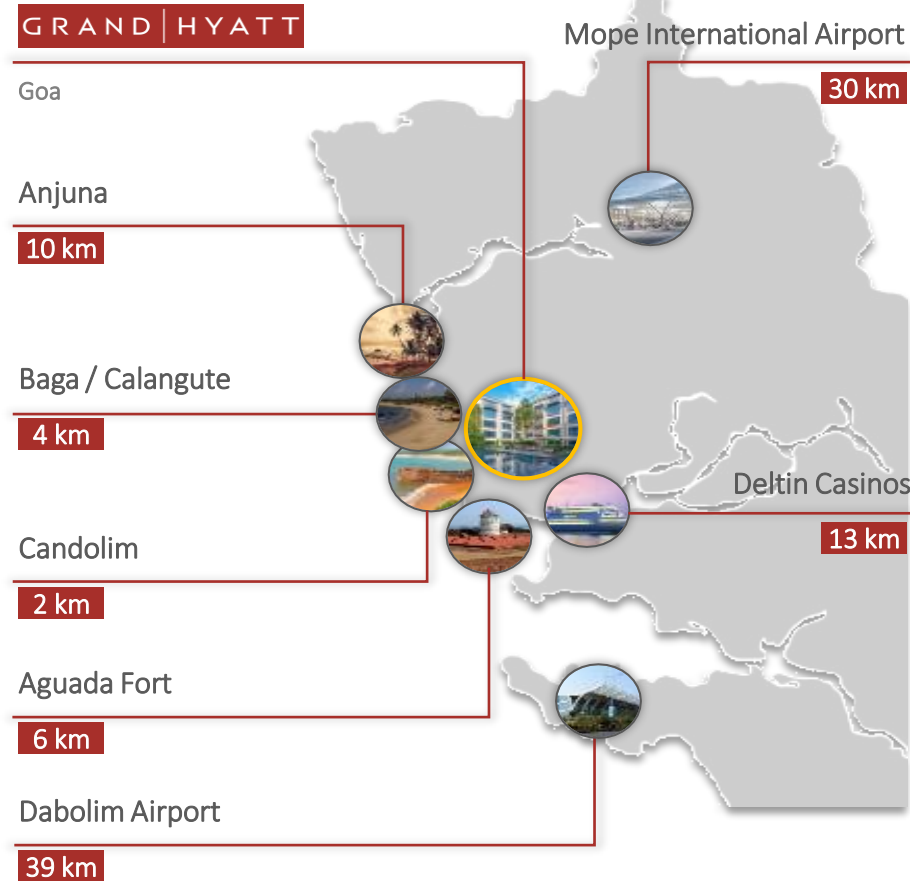 GRAND HYATT
Goa
Mope International Airport
30 km
Anjuna
10 km
Baga / Calangute
4 km
Deltin Casinos
13 km
Candolim
2 km
Aguada Fort
6 km
Dabolim Airport
39 km